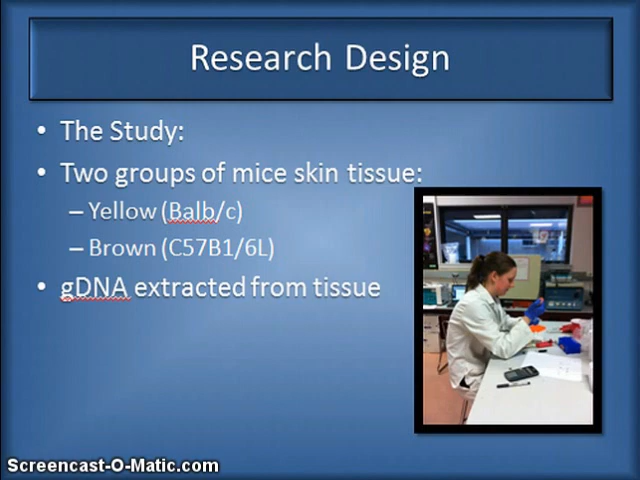 Research Design
• The Study:
• Two groups of mice skin tissue:
– Yellow (Balb/c)
– Brown (C57B1/6L)
• gDNA extracted from tissue
Screencast-O-Matic.com